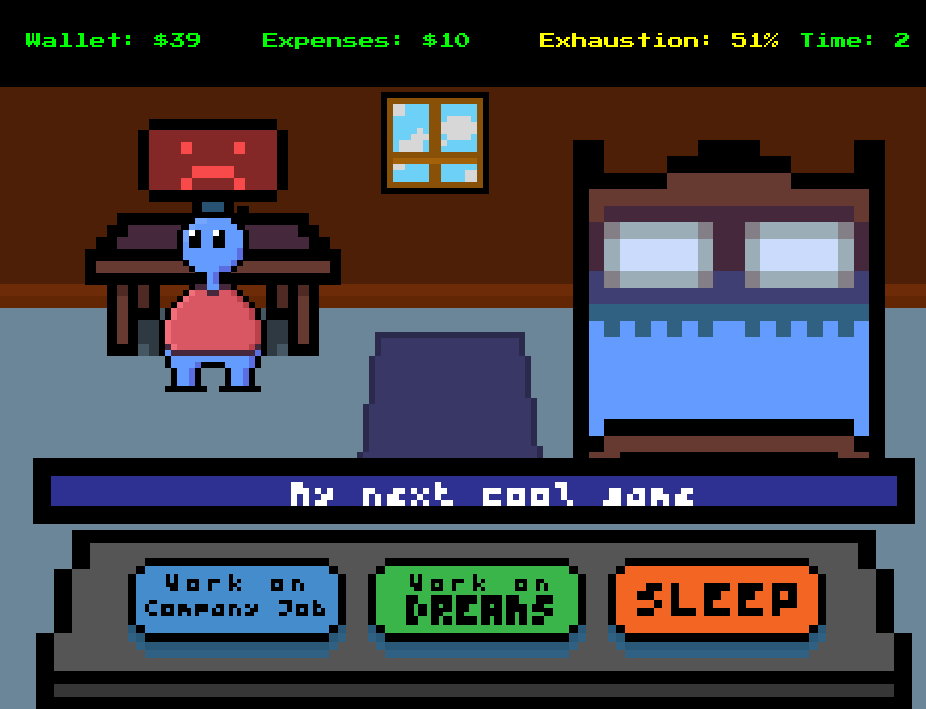 Wallet: $39 Expenses: $10 Exhaustion: 51% Time: 2
My next cool game
Work on
Company Job
Work on
DREAMS
SLEEP